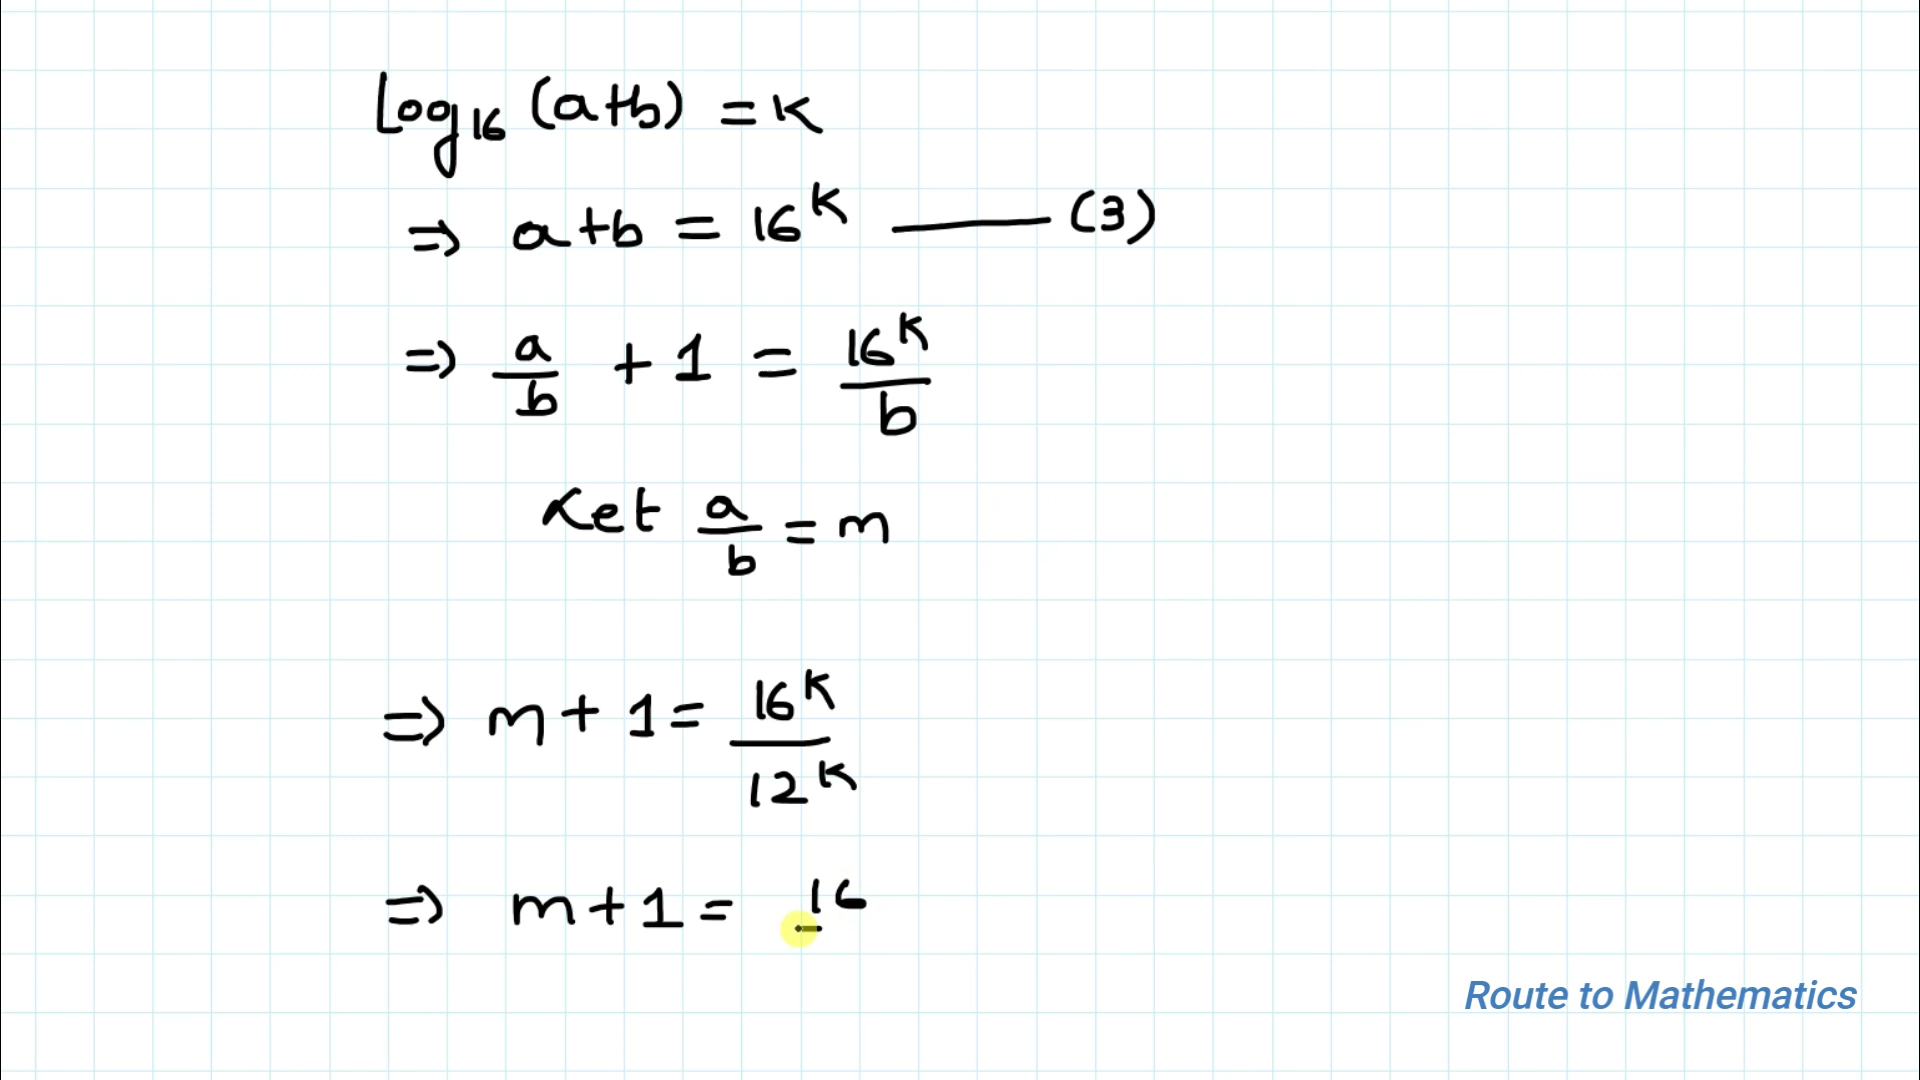 Log₁₆ (a+b) = K
⇒ a+b = 16^K ——— (3)
⇒ a/b + 1 = 16^K/b
Let a/b = m
⇒ m + 1 = 16^K/12^K
⇒ m + 1 = 16
Route to Mathematics